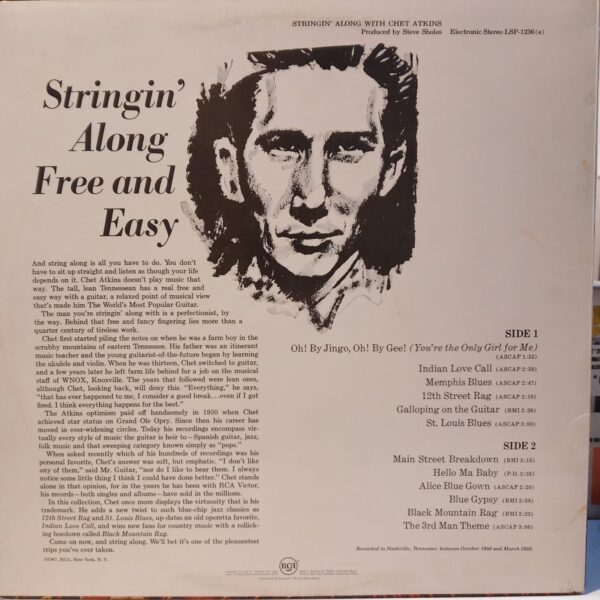 STRINGIN' ALONG WITH CHET ATKINS
Produced by Steve Sholes Electronic Stereo LSP-1236(e)
Stringin'
Along
Free and
Easy
And string along is all you have to do. You don't
have to sit up straight and listen as though your life
depends on it. Chet Atkins doesn't play music that
way. The tall, lean Tennessean has a real free and
easy way with a guitar, a relaxed point of musical view
that's made him The World's Most Popular Guitar.
The man you're stringin' along with is a perfectionist, by
the way. Behind that free and fancy fingering lies more than a
quarter century of tireless work.
Chet first started piling the notes on when he was a farm boy in the
scrubby mountains of eastern Tennessee. His father was an itinerant
music teacher and the young guitarist-of-the-future began by learning
the ukulele and violin. When he was thirteen, Chet switched to guitar,
and a few years later he left farm life behind for a job on the musical
staff of WNOX, Knoxville. The years that followed were lean ones,
although Chet, looking back, will deny this. "Everything," he says,
"that has ever happened to me, I consider a good break...even if I got
fired. I think everything happens for the best."
The Atkins optimism paid off handsomely in 1950 when Chet
achieved star status on Grand Ole Opry. Since then his career has
moved in ever-widening circles. Today his recordings encompass vir-
tually every style of music the guitar is heir to—Spanish guitar, jazz,
folk music and that sweeping category known simply as "pops."
When asked recently which of his hundreds of recordings was his
personal favorite, Chet's answer was soft, but emphatic. "I don't like
any of them," said Mr. Guitar, "nor do I like to hear them. I always
notice some little thing I think I could have done better." Chet stands
alone in that opinion, for in the years he has been with RCA Victor,
his records—both singles and albums—have sold in the millions.
In this collection, Chet once more displays the virtuosity that is his
trademark. He adds a new twist to such blue-chip jazz classics as
12th Street Rag and St. Louis Blues, up-dates an old operetta favorite,
Indian Love Call, and wins new fans for country music with a rollick-
ing hoedown called Black Mountain Rag.
Come on now, and string along. We'll bet it's one of the pleasantest
trips you've ever taken.
©1967, RCA, New York, N. Y.
SIDE 1
Oh! By Jingo, Oh! By Gee! (You're the Only Girl for Me)
(ASCAP 1:52)
Indian Love Call (ASCAP 2:58)
Memphis Blues (ASCAP 2:47)
12th Street Rag (ASCAP 2:18)
Galloping on the Guitar (BMI 2:28)
St. Louis Blues (ASCAP 3:00)
SIDE 2
Main Street Breakdown (BMI 2:13)
Hello Ma Baby (P.D. 2:25)
Alice Blue Gown (ASCAP 2:20)
Blue Gypsy (BMI 2:58)
Black Mountain Rag (BMI 2:22)
The 3rd Man Theme (ASCAP 2:06)
Recorded in Nashville, Tennessee, between October 1950 and March 1953
RCA